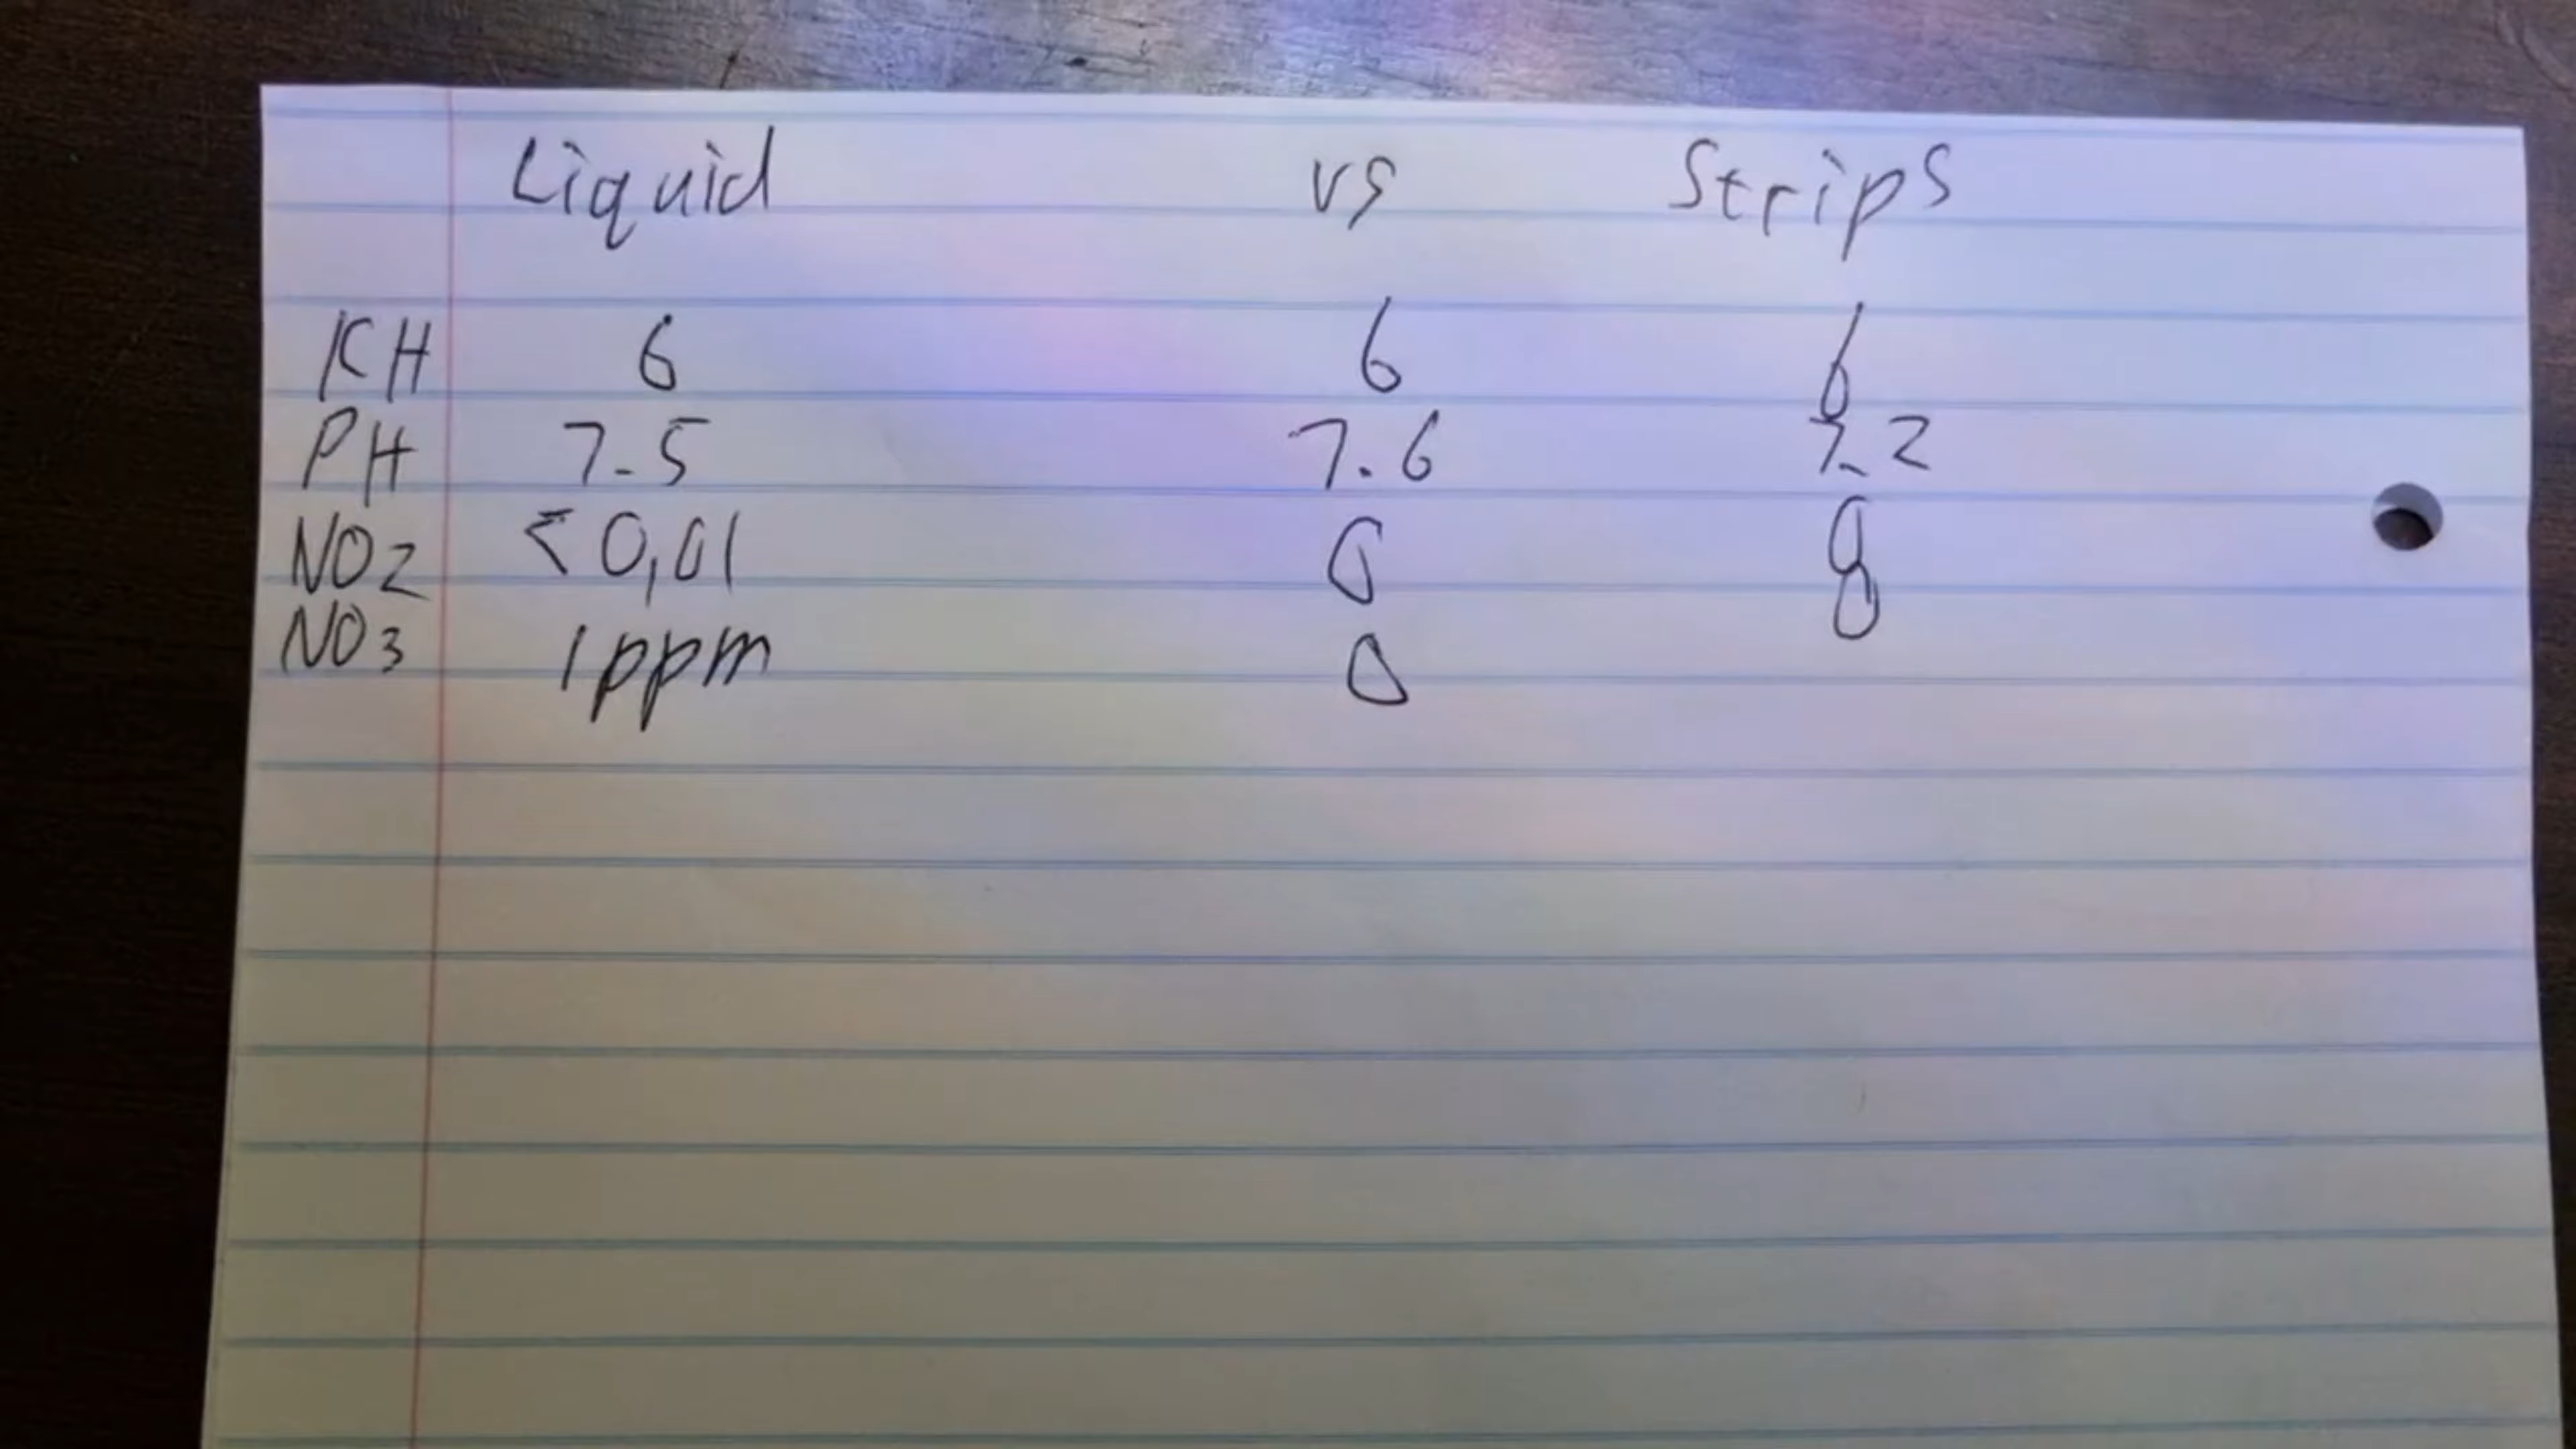 Liquid vs Strips
KH 6 6 6
PH 7.5 7.6 7.2
NO2 ≤0,01 0 0
NO3 1ppm 0 0